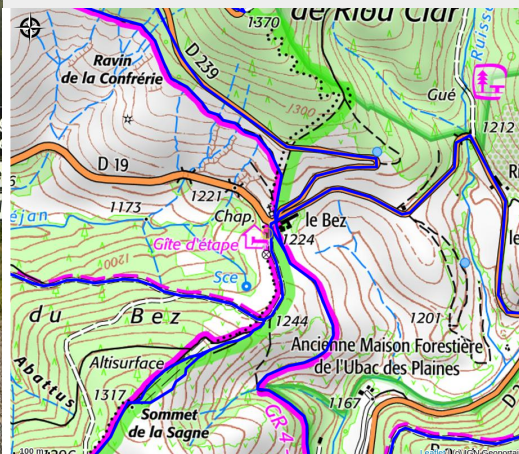 1370
de Riou Clar
D 239
Ravin
de la Confrérie
Gué
1300
1212
D 19
1221
1173
Chap.
le Bez
Gîte d'étape
1224
Sce
1200
1244
du Bez
1201
Ancienne Maison Forestière
de l'Ubac des Plaines
Altisurface
Abattus
1317
1167
Sommet
de la Sagne
GR 4
100 m
Leaflet